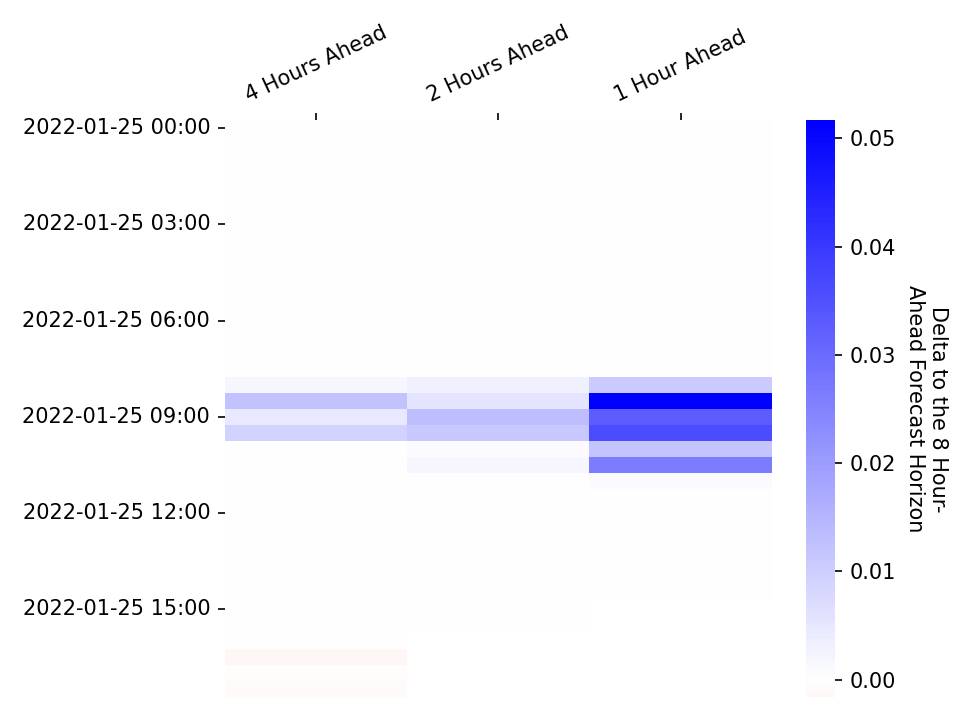 4 Hours Ahead
2 Hours Ahead
1 Hour Ahead
2022-01-25 00:00
2022-01-25 03:00
2022-01-25 06:00
2022-01-25 09:00
2022-01-25 12:00
2022-01-25 15:00
0.05
0.04
0.03
0.02
0.01
0.00
Delta to the 8 Hour-
Ahead Forecast Horizon